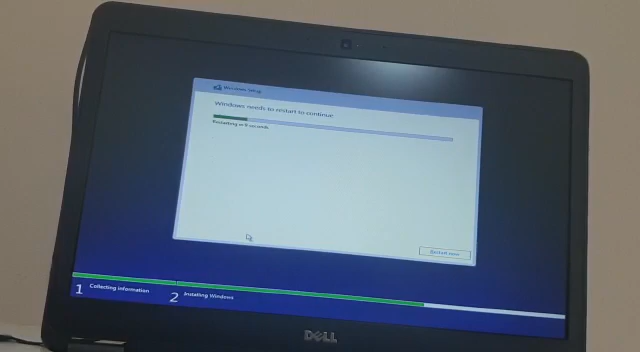 Windows Setup
Windows needs to restart to continue
Restarting in 9 seconds
Restart now
1 Collecting information
2 Installing Windows
DELL